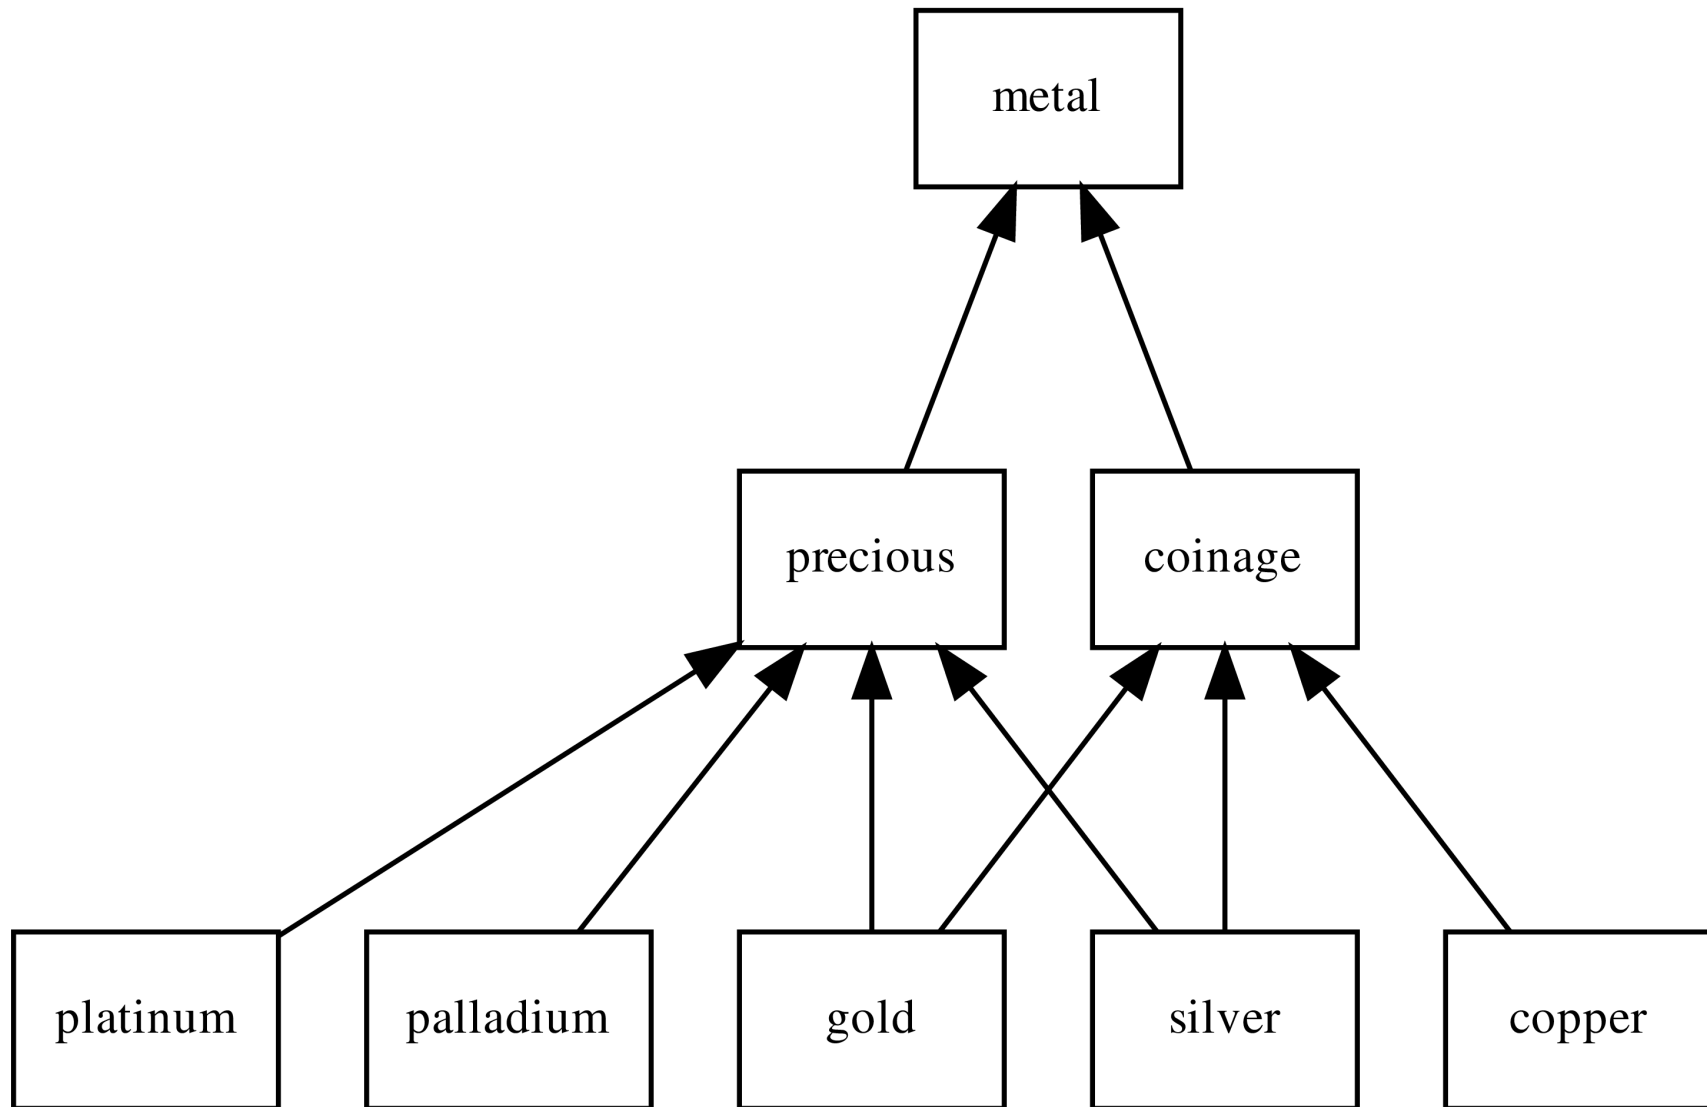 metal
precious
coinage
platinum
palladium
gold
silver
copper